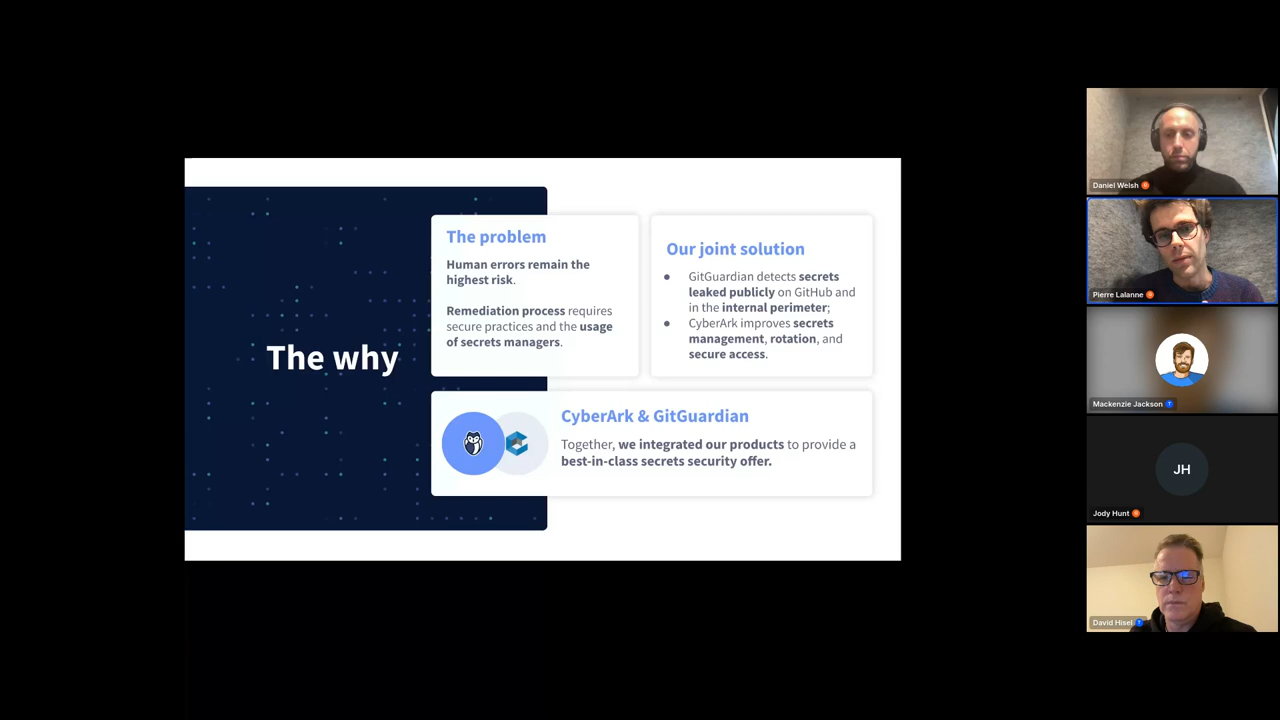 The why
The problem
Human errors remain the
highest risk.
Remediation process requires
secure practices and the usage
of secrets managers.
Our joint solution
● GitGuardian detects secrets
leaked publicly on GitHub and
in the internal perimeter;
● CyberArk improves secrets
management, rotation, and
secure access.
CyberArk & GitGuardian
Together, we integrated our products to provide a
best-in-class secrets security offer.
Daniel Welsh
Pierre Lalanne
Mackenzie Jackson
JH
Jody Hunt
David Hisel